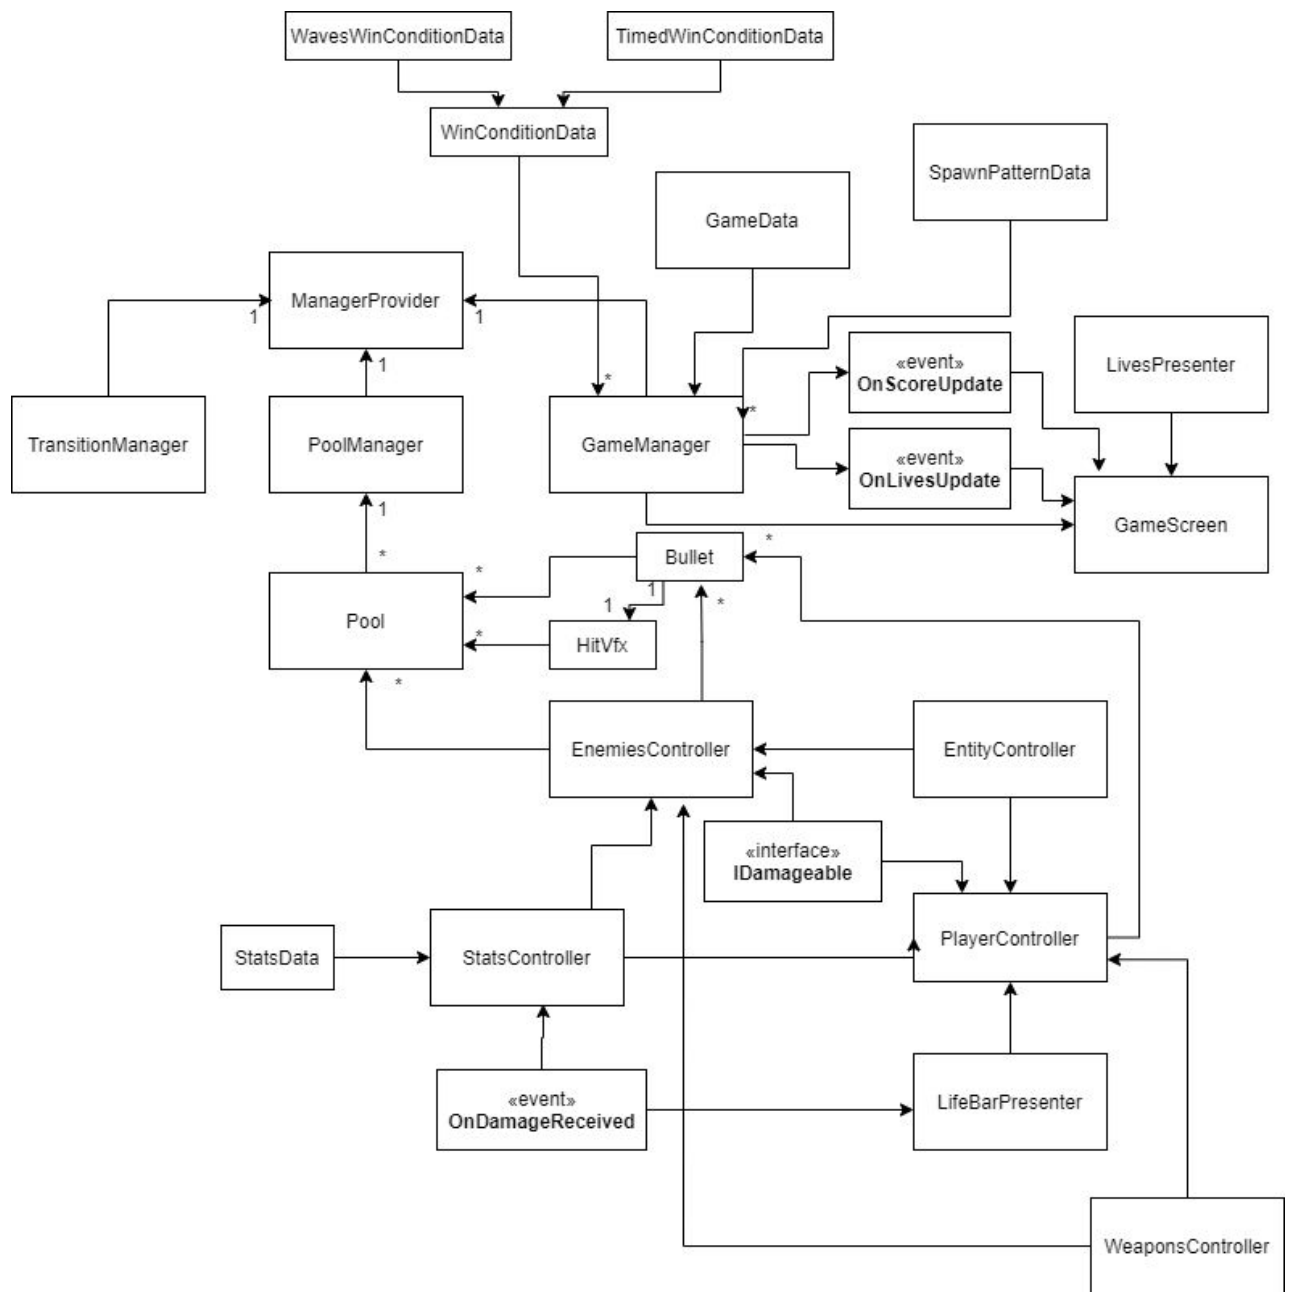 WavesWinConditionData
TimedWinConditionData
WinConditionData
SpawnPatternData
GameData
ManagerProvider
1
1
1
LivesPresenter
«event»
OnScoreUpdate
*
*
TransitionManager
PoolManager
GameManager
«event»
OnLivesUpdate
GameScreen
1
*
*
Bullet
*
1
1
*
Pool
*
HitVfx
*
EnemiesController
EntityController
«interface»
IDamageable
StatsData
StatsController
PlayerController
«event»
OnDamageReceived
LifeBarPresenter
WeaponsController